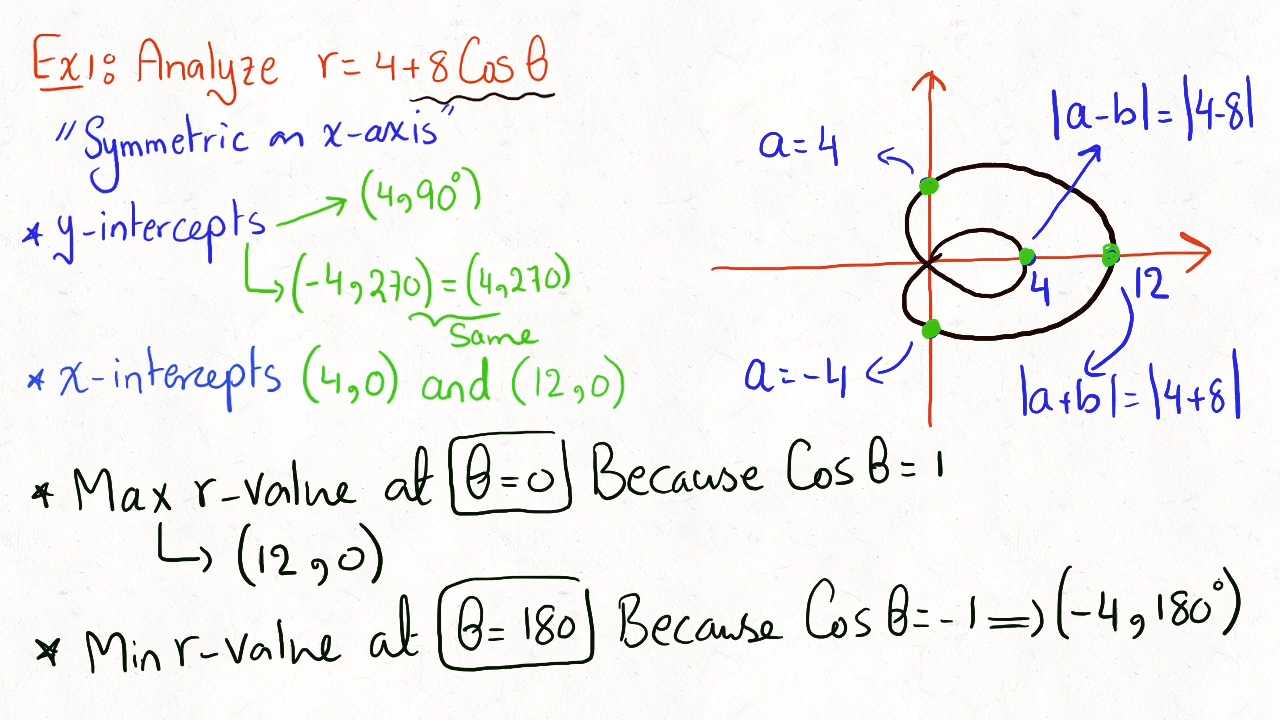 Ex1: Analyze r = 4+8 Cos θ
"Symmetric on x-axis"
* y-intercepts → (4,90°)
↳ (-4,270) = (4,270)
Same
* x-intercepts (4,0) and (12,0)
a = 4
|a-b| = |4-8|
4
12
a = -4
|a+b| = |4+8|
* Max r-value at θ = 0 Because Cos θ = 1
↳ (12,0)
* Min r-value at θ = 180 Because Cos θ = -1 ⇒ (-4,180°)